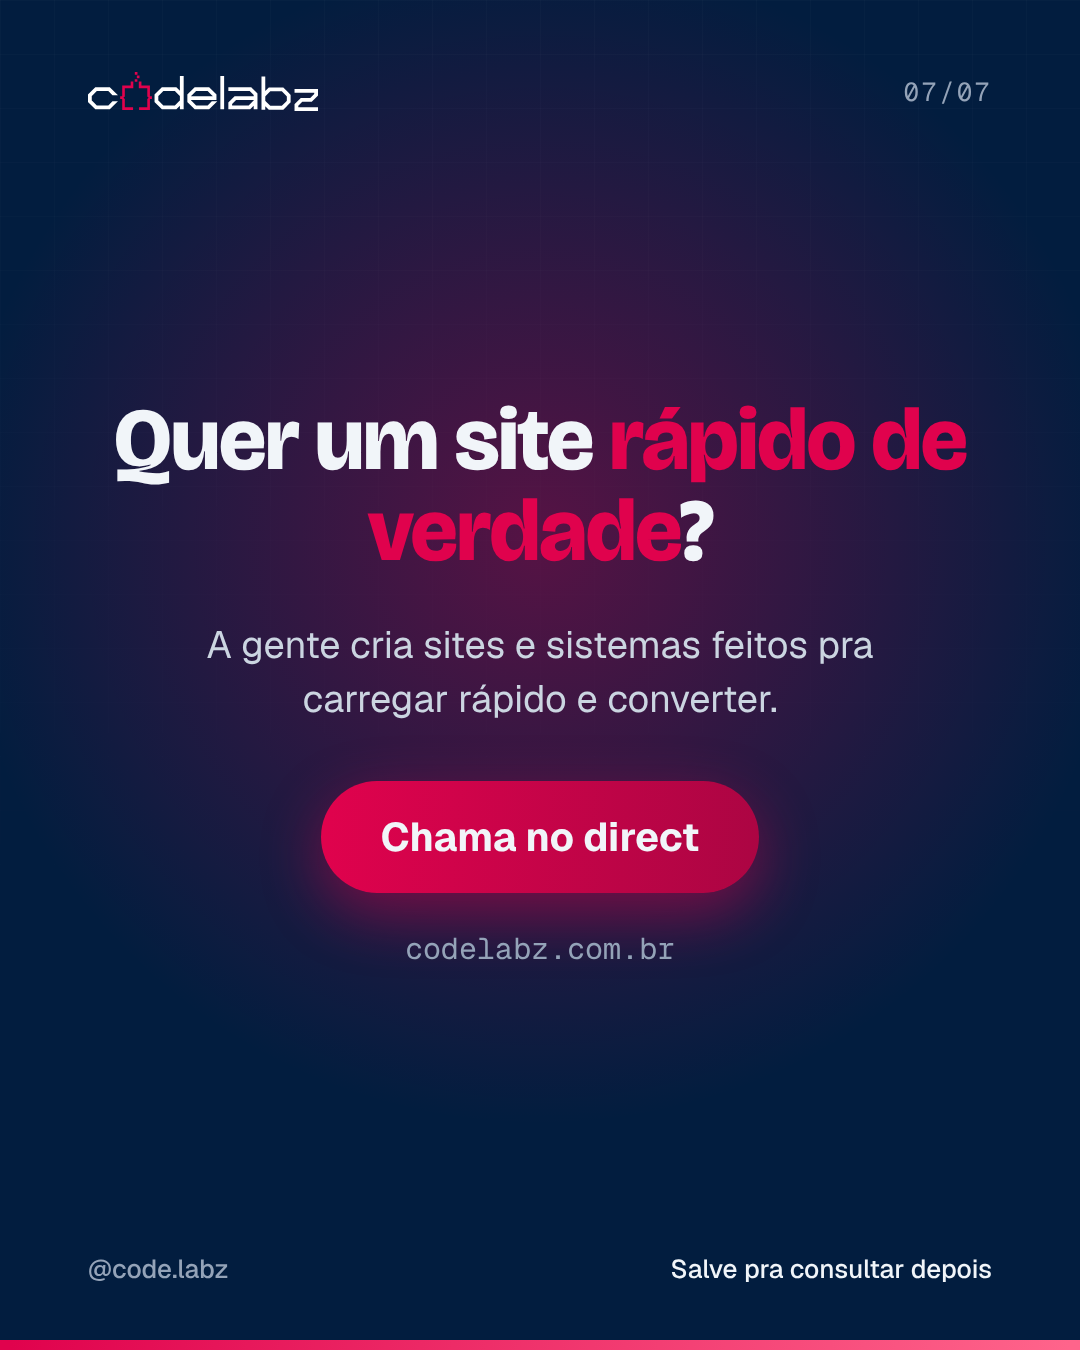 codelabz
07/07
Quer um site rápido de
verdade?
A gente cria sites e sistemas feitos pra
carregar rápido e converter.
Chama no direct
codelabz.com.br
@code.labz
Salve pra consultar depois